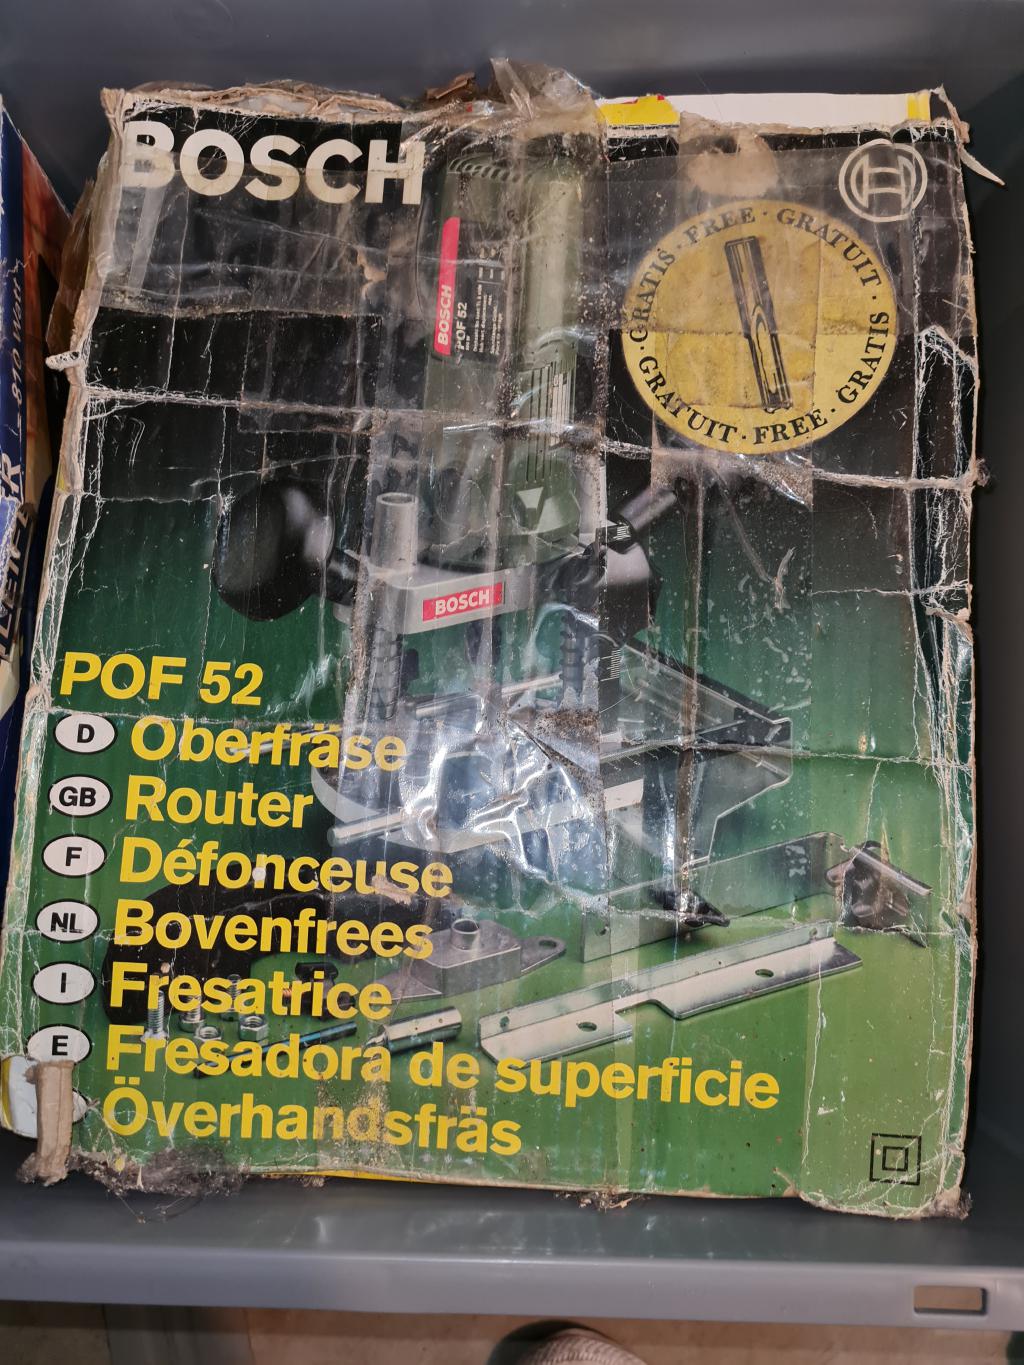 BOSCH
GRATIS · FREE · GRATUIT · GRATIS · FREE · GRATUIT ·
BOSCH
POF 52
BOSCH
POF 52
D Oberfräse
GB Router
F Défonceuse
NL Bovenfrees
I Fresatrice
E Fresadora de superficie
Överhandsfräs